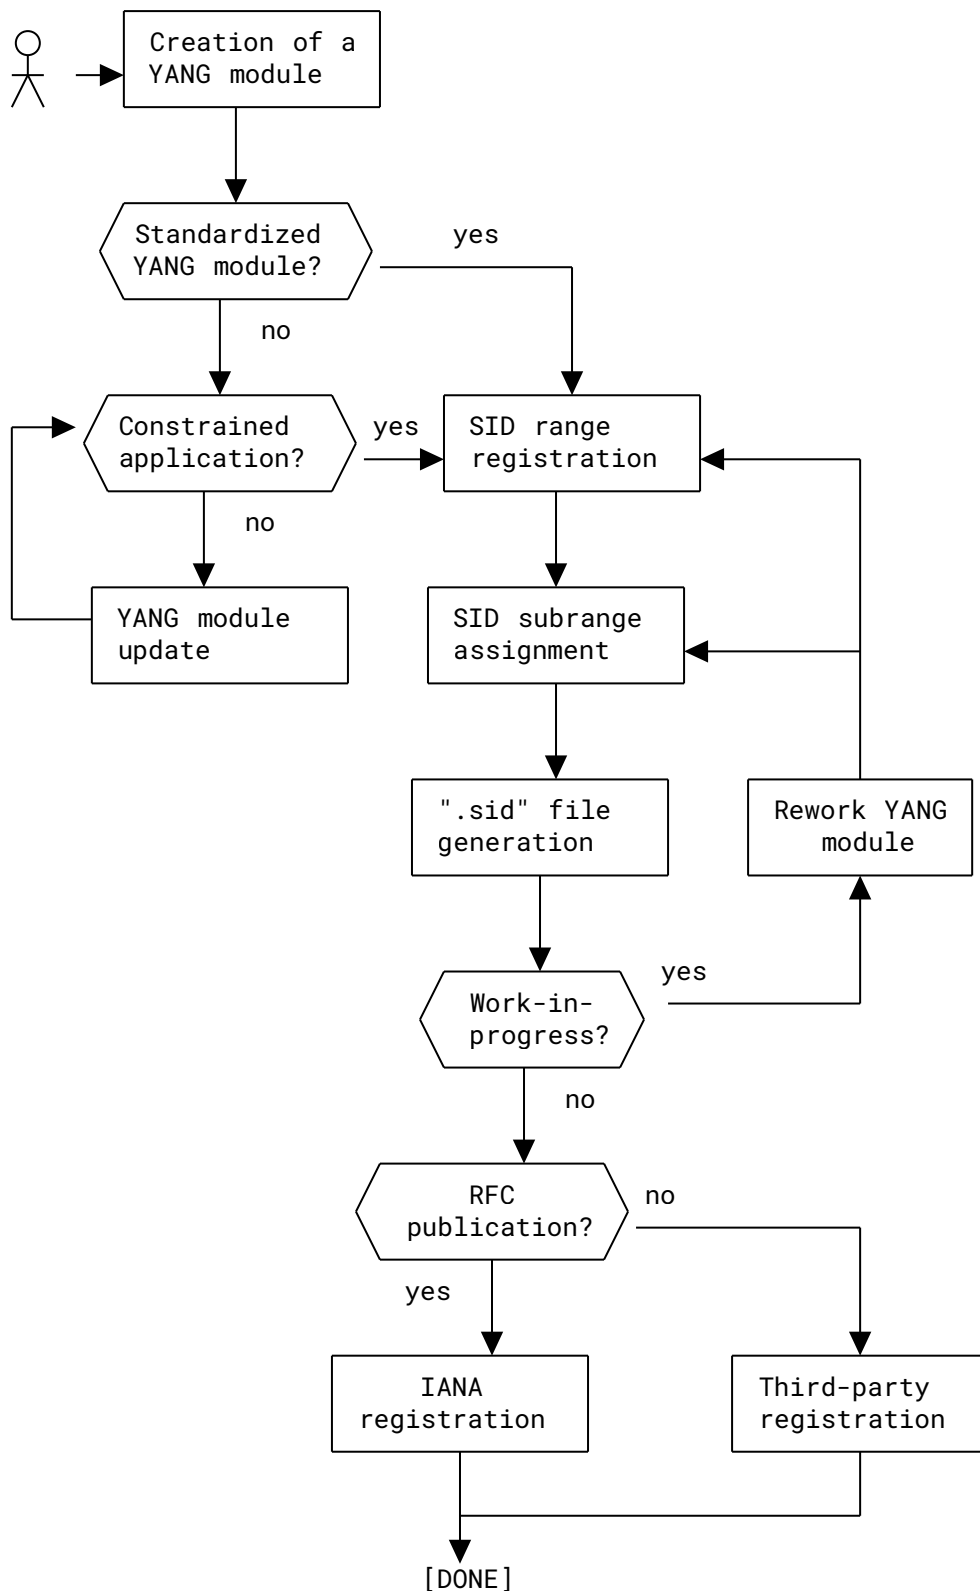 Creation of a
YANG module
Standardized
YANG module?
yes
no
Constrained
application?
yes
SID range
registration
no
YANG module
update
SID subrange
assignment
".sid" file
generation
Rework YANG
module
yes
Work-in-
progress?
no
RFC
publication?
no
yes
IANA
registration
Third-party
registration
[DONE]